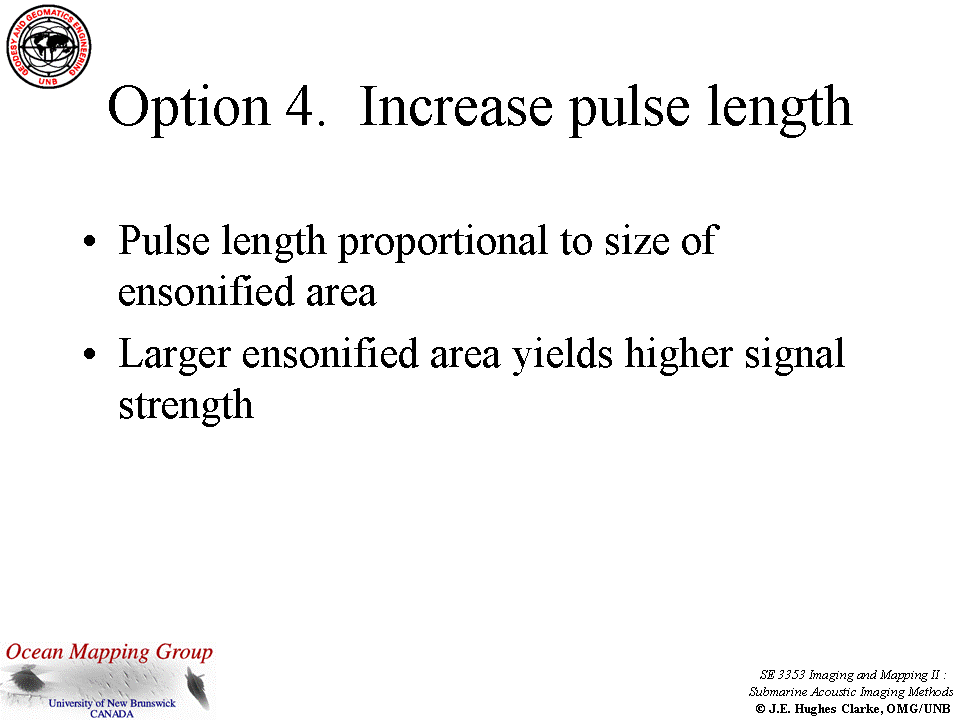 GEODESY AND GEOMATICS ENGINEERING
UNB
Option 4. Increase pulse length
• Pulse length proportional to size of
ensonified area
• Larger ensonified area yields higher signal
strength
Ocean Mapping Group
University of New Brunswick
CANADA
SE 3353 Imaging and Mapping II :
Submarine Acoustic Imaging Methods
© J.E. Hughes Clarke, OMG/UNB